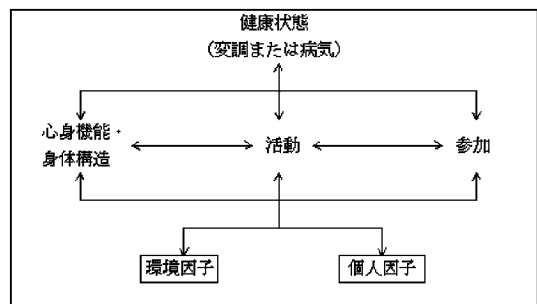 健康状態
(変調または病気)
心身機能・
身体構造
活動
参加
環境因子
個人因子